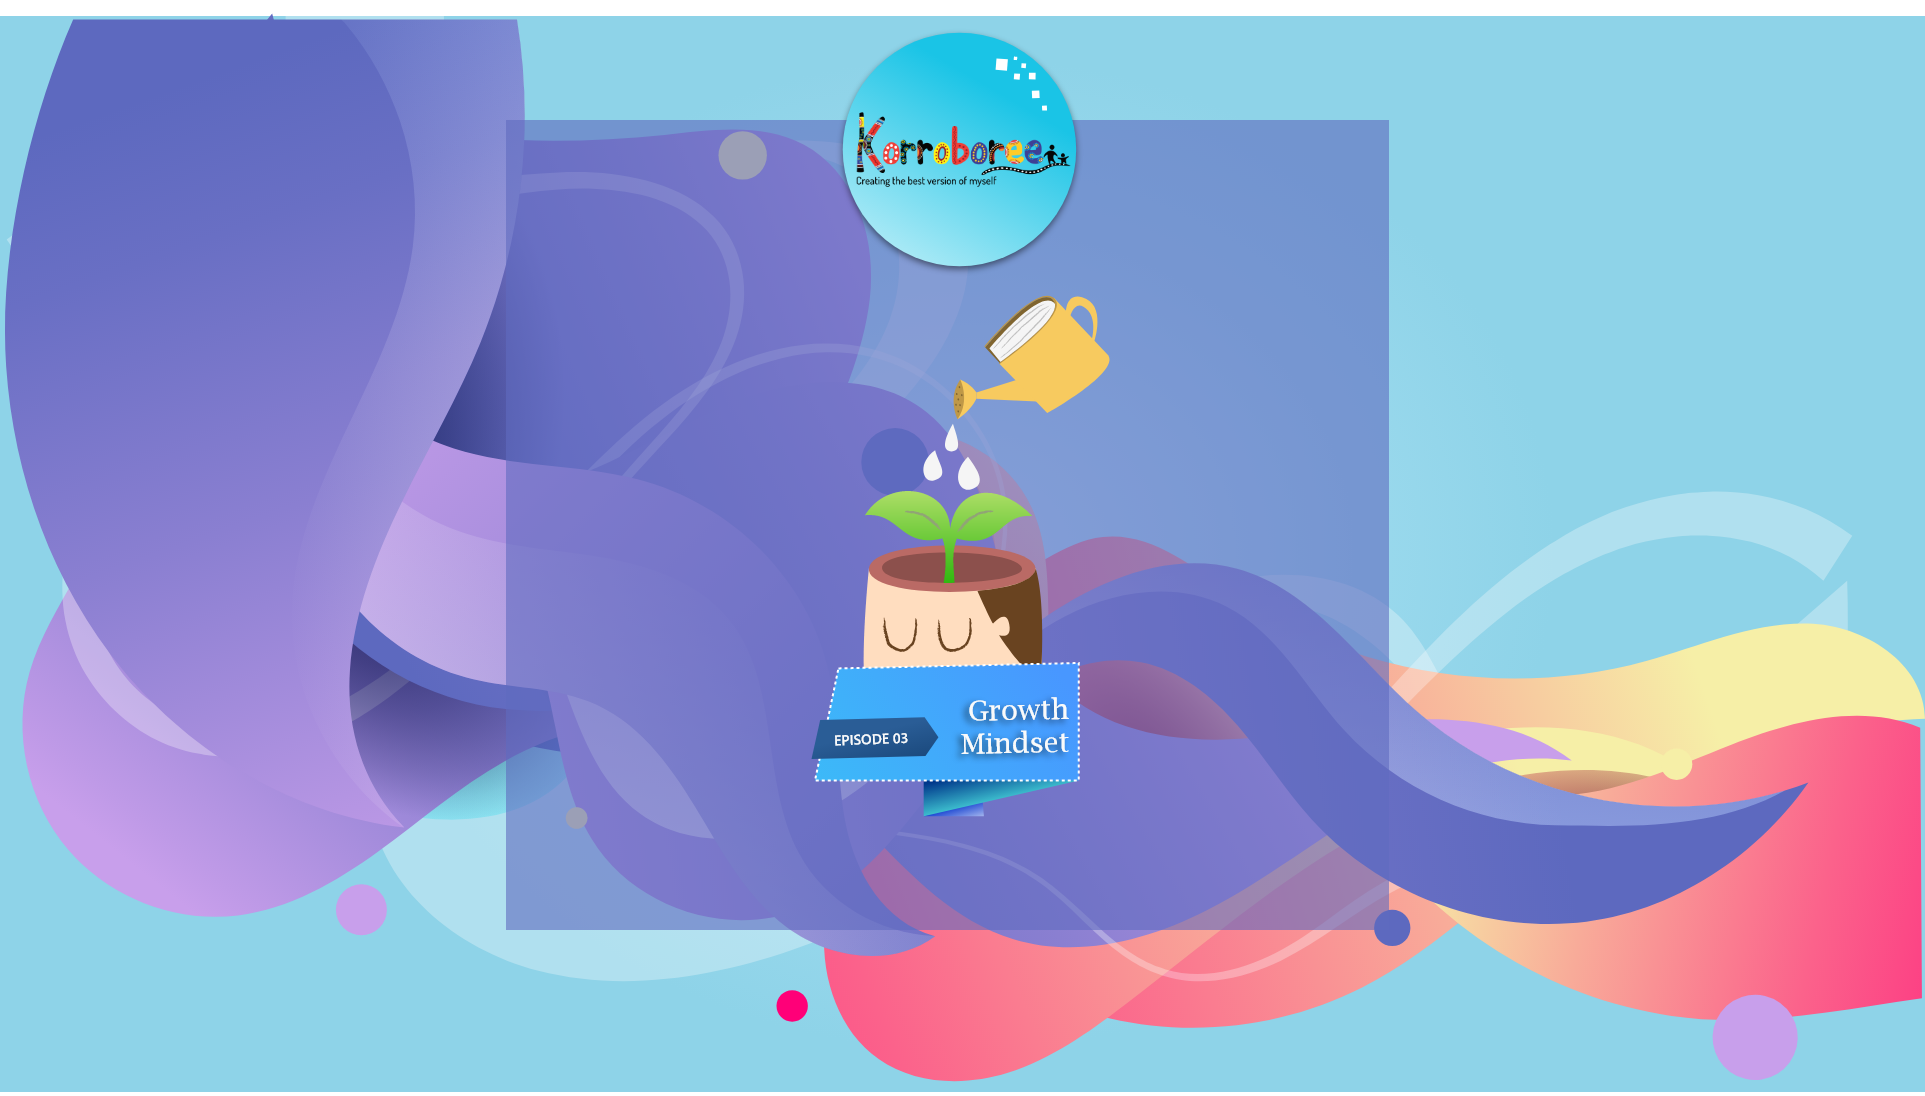 Korroboree
Creating the best version of myself
EPISODE 03
Growth
Mindset